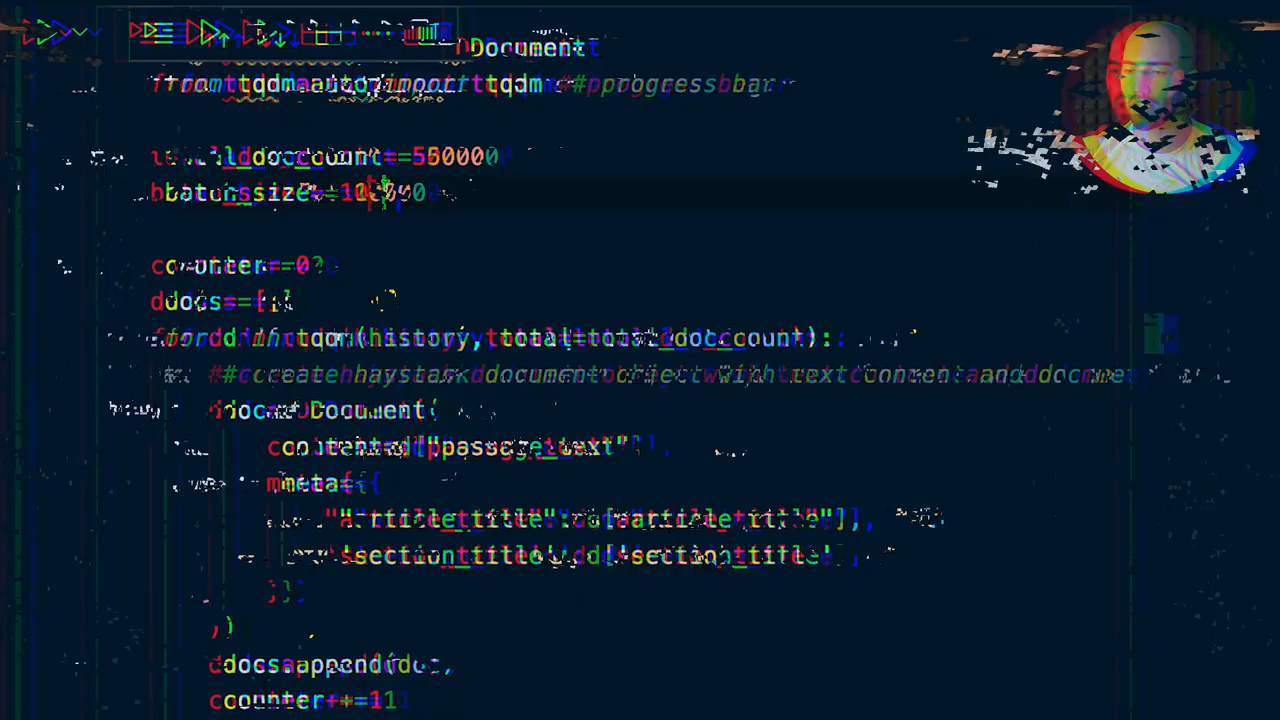 Document
from tqdm.auto import tqdm # progress bar
total_doc_count = 50000
batch_size =
counter = 0
docs = []
for d in tqdm(history, total=total_doc_count):
# create haystack document object with text content and doc
doc = Document(
content=d["passage_text"],
meta={
"article_title": d["article_title"],
'section_title': d['section_title'],
}
)
docs.append(doc)
counter += 1